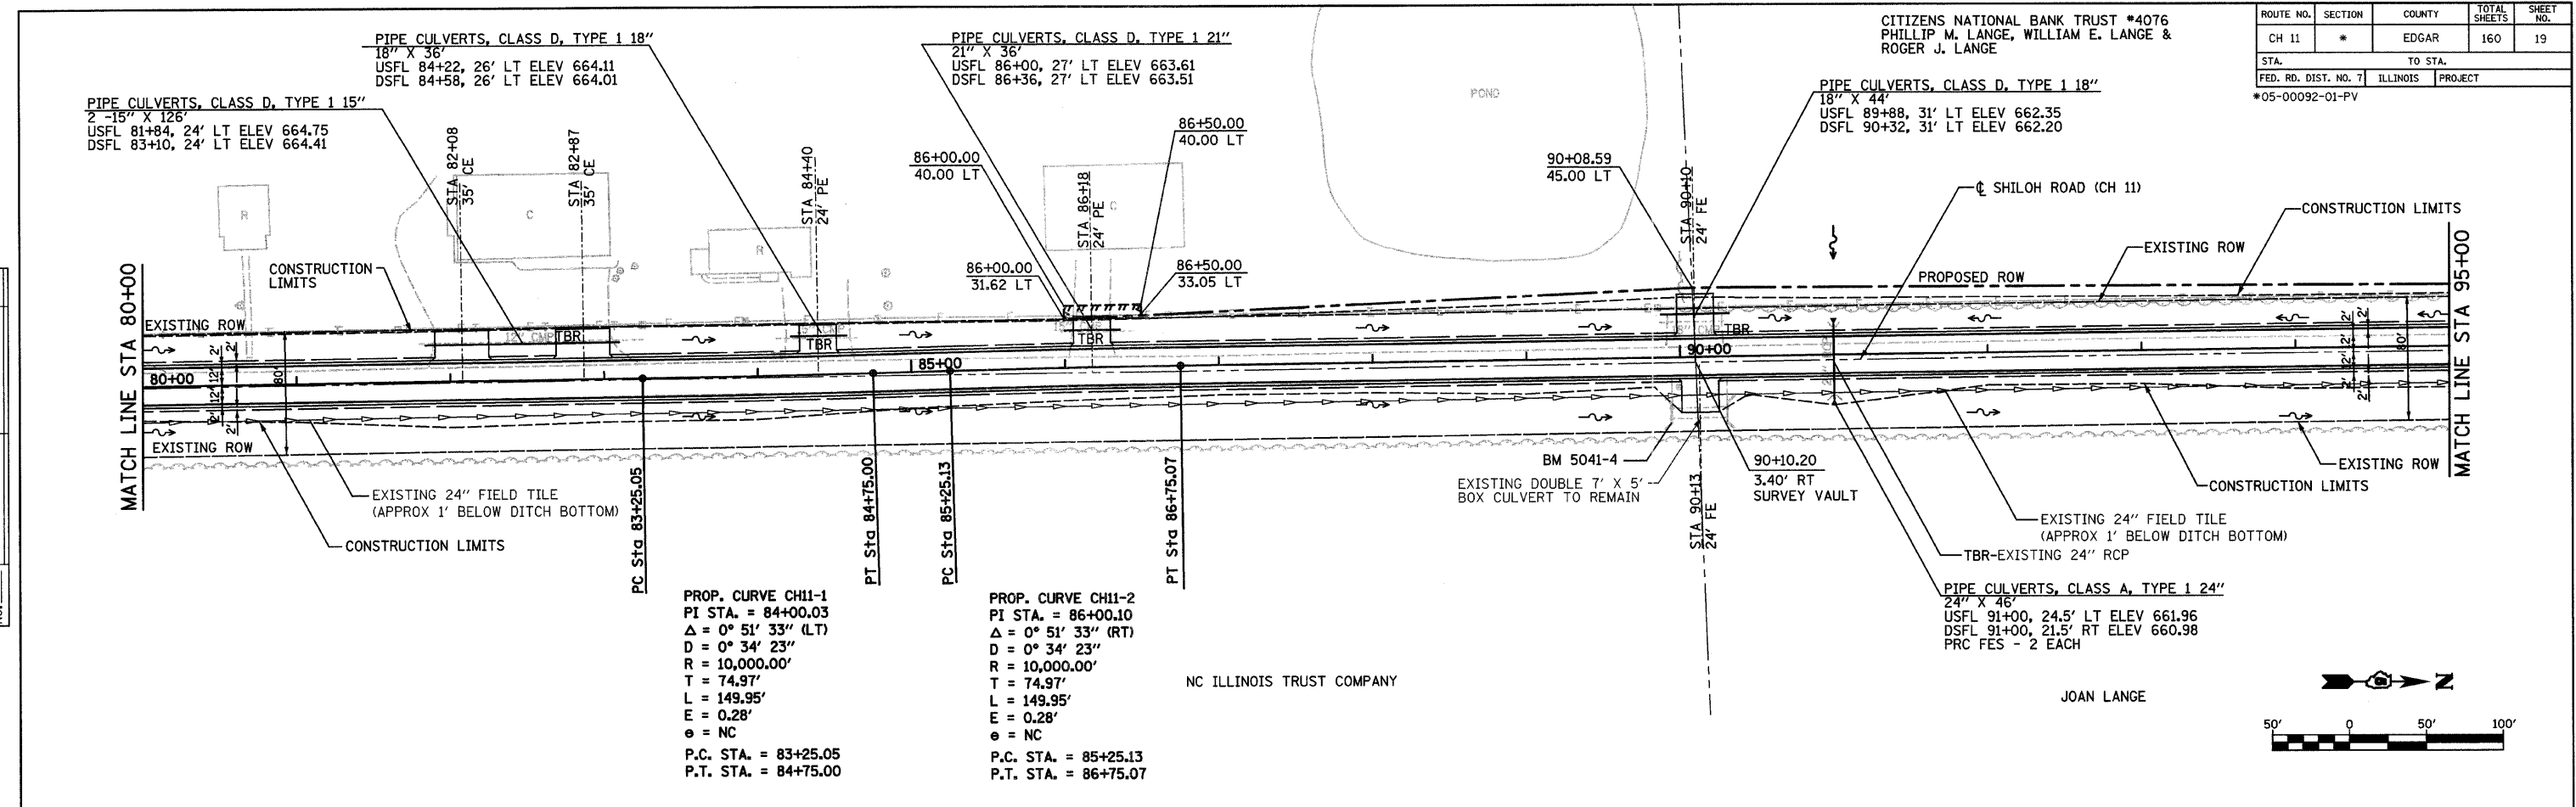 ROUTE NO. SECTION COUNTY TOTAL SHEETS SHEET NO.
CH 11 * EDGAR 160 19
STA. TO STA.
FED. RD. DIST. NO. 7 ILLINOIS PROJECT
*05-00092-01-PV
CITIZENS NATIONAL BANK TRUST #4076
PHILLIP M. LANGE, WILLIAM E. LANGE &
ROGER J. LANGE
PIPE CULVERTS, CLASS D, TYPE 1 18"
18" X 36'
USFL 84+22, 26' LT ELEV 664.11
DSFL 84+58, 26' LT ELEV 664.01
PIPE CULVERTS, CLASS D, TYPE 1 21"
21" X 36'
USFL 86+00, 27' LT ELEV 663.61
DSFL 86+36, 27' LT ELEV 663.51
PIPE CULVERTS, CLASS D, TYPE 1 18"
18" X 44'
USFL 89+88, 31' LT ELEV 662.35
DSFL 90+32, 31' LT ELEV 662.20
PIPE CULVERTS, CLASS D, TYPE 1 15"
2 -15" X 126'
USFL 81+84, 24' LT ELEV 664.75
DSFL 83+10, 24' LT ELEV 664.41
POND
STA 82+08
35' CE
STA 82+87
35' CE
STA 84+40
24' PE
STA 86+18
24' PE
STA 90+10
24' FE
86+00.00
40.00 LT
86+50.00
40.00 LT
90+08.59
45.00 LT
86+00.00
31.62 LT
86+50.00
33.05 LT
R
C
R
C
℄ SHILOH ROAD (CH 11)
CONSTRUCTION LIMITS
EXISTING ROW
PROPOSED ROW
CONSTRUCTION
LIMITS
EXISTING ROW
MATCH LINE STA 80+00
MATCH LINE STA 95+00
12" CMP
TBR
TBR
TBR
TBR
80+00
85+00
90+00
2'
2'
12'
12'
2'
2'
80'
2'
2'
12'
12'
2'
2'
80'
EXISTING ROW
EXISTING 24" FIELD TILE
(APPROX 1' BELOW DITCH BOTTOM)
CONSTRUCTION LIMITS
PC Sta 83+25.05
PT Sta 84+75.00
PC Sta 85+25.13
PT Sta 86+75.07
BM 5041-4
EXISTING DOUBLE 7' X 5'
BOX CULVERT TO REMAIN
STA 90+13
24' FE
90+10.20
3.40' RT
SURVEY VAULT
EXISTING ROW
CONSTRUCTION LIMITS
EXISTING 24" FIELD TILE
(APPROX 1' BELOW DITCH BOTTOM)
TBR-EXISTING 24" RCP
PIPE CULVERTS, CLASS A, TYPE 1 24"
24" X 46'
USFL 91+00, 24.5' LT ELEV 661.96
DSFL 91+00, 21.5' RT ELEV 660.98
PRC FES - 2 EACH
PROP. CURVE CH11-1
PI STA. = 84+00.03
Δ = 0° 51' 33" (LT)
D = 0° 34' 23"
R = 10,000.00'
T = 74.97'
L = 149.95'
E = 0.28'
e = NC
P.C. STA. = 83+25.05
P.T. STA. = 84+75.00
PROP. CURVE CH11-2
PI STA. = 86+00.10
Δ = 0° 51' 33" (RT)
D = 0° 34' 23"
R = 10,000.00'
T = 74.97'
L = 149.95'
E = 0.28'
e = NC
P.C. STA. = 85+25.13
P.T. STA. = 86+75.07
NC ILLINOIS TRUST COMPANY
JOAN LANGE
N
50' 0 50' 100'